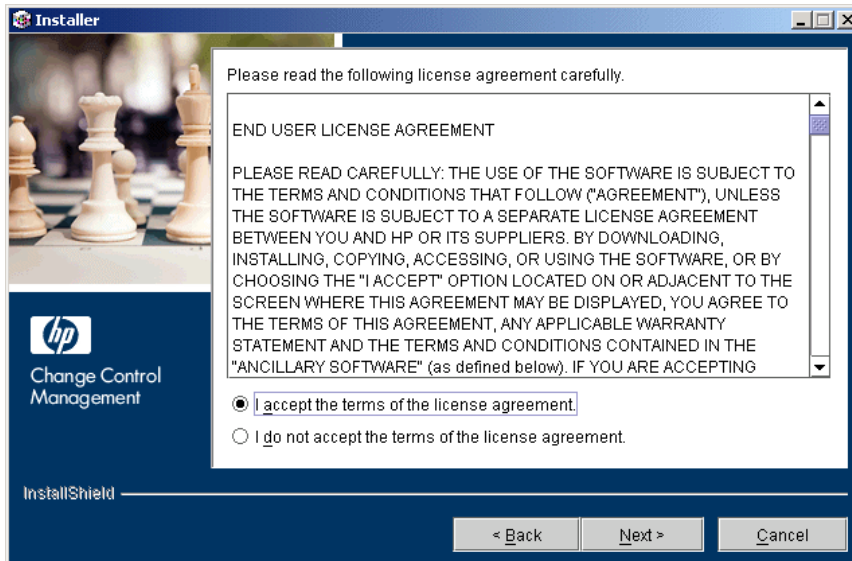 Installer
Please read the following license agreement carefully.
END USER LICENSE AGREEMENT
PLEASE READ CAREFULLY: THE USE OF THE SOFTWARE IS SUBJECT TO
THE TERMS AND CONDITIONS THAT FOLLOW ("AGREEMENT"), UNLESS
THE SOFTWARE IS SUBJECT TO A SEPARATE LICENSE AGREEMENT
BETWEEN YOU AND HP OR ITS SUPPLIERS. BY DOWNLOADING,
INSTALLING, COPYING, ACCESSING, OR USING THE SOFTWARE, OR BY
CHOOSING THE "I ACCEPT" OPTION LOCATED ON OR ADJACENT TO THE
SCREEN WHERE THIS AGREEMENT MAY BE DISPLAYED, YOU AGREE TO
THE TERMS OF THIS AGREEMENT, ANY APPLICABLE WARRANTY
STATEMENT AND THE TERMS AND CONDITIONS CONTAINED IN THE
"ANCILLARY SOFTWARE" (as defined below). IF YOU ARE ACCEPTING
hp
Change Control
Management
I accept the terms of the license agreement.
I do not accept the terms of the license agreement.
InstallShield
< Back
Next >
Cancel